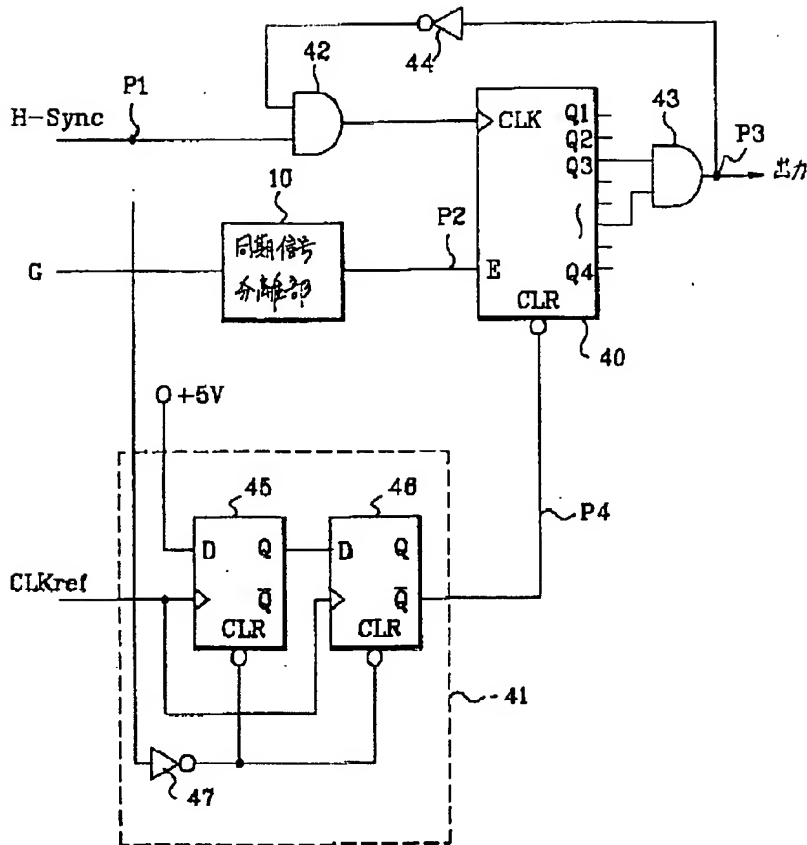 42
44
P1
H-Sync
CLK
Q1
Q2
Q3
Q4
43
P3
出力
10
同期信号
分離部
P2
G
E
CLR
40
+5V
45
46
P4
D
Q
Q̅
CLR
D
Q
Q̅
CLR
CLKref
41
47